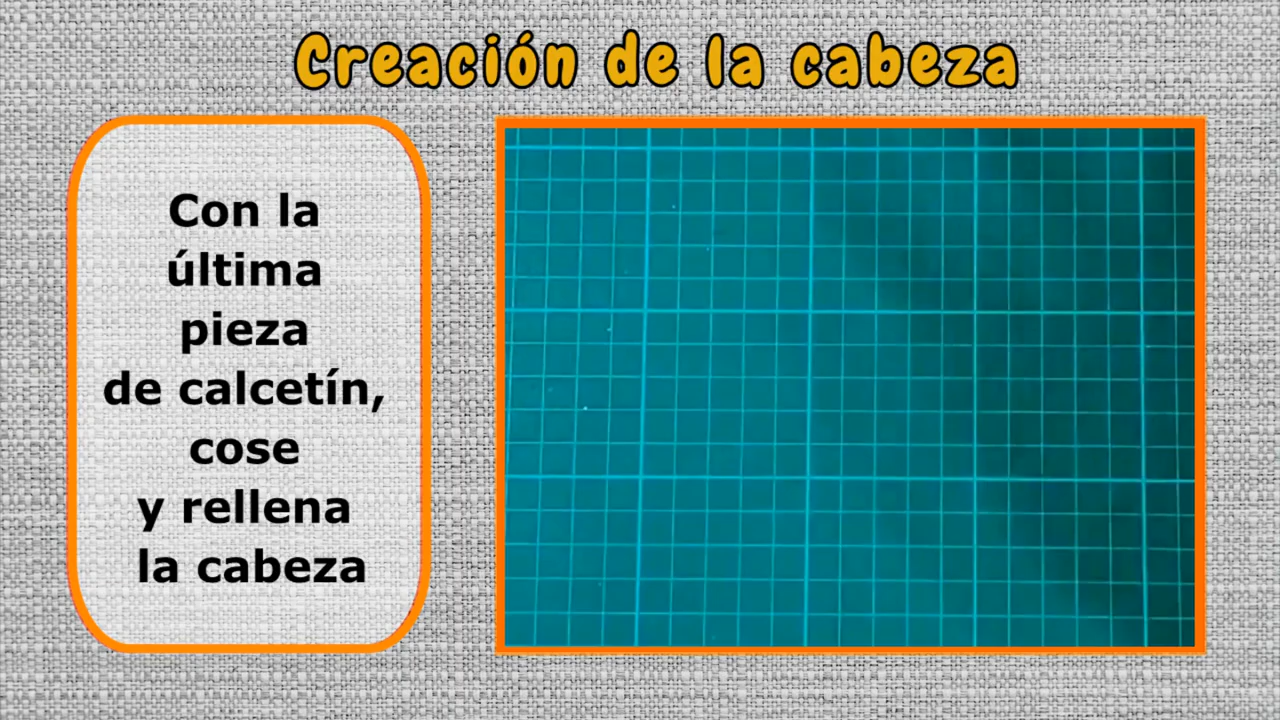 Creación de la cabeza
Con la
última
pieza
de calcetín,
cose
y rellena
la cabeza